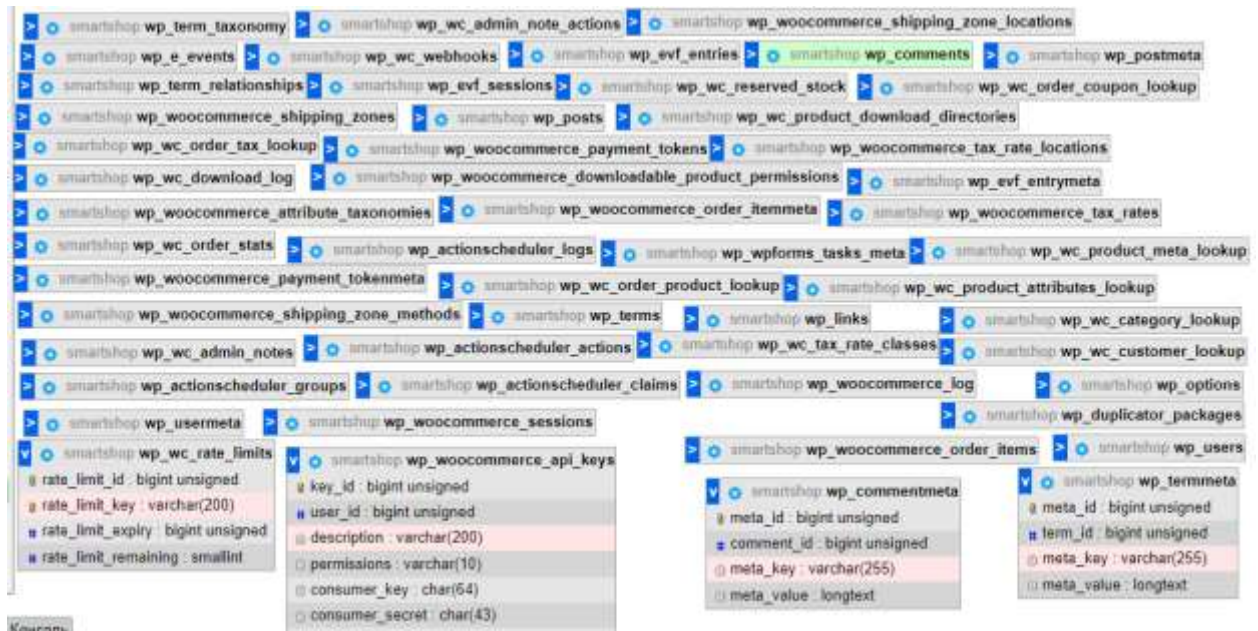 smartshop wp_term_taxonomy smartshop wp_wc_admin_note_actions smartshop wp_woocommerce_shipping_zone_locations
smartshop wp_e_events smartshop wp_wc_webhooks smartshop wp_evf_entries smartshop wp_comments smartshop wp_postmeta
smartshop wp_term_relationships smartshop wp_evf_sessions smartshop wp_wc_reserved_stock smartshop wp_wc_order_coupon_lookup
smartshop wp_woocommerce_shipping_zones smartshop wp_posts smartshop wp_wc_product_download_directories
smartshop wp_wc_order_tax_lookup smartshop wp_woocommerce_payment_tokens smartshop wp_woocommerce_tax_rate_locations
smartshop wp_wc_download_log smartshop wp_woocommerce_downloadable_product_permissions smartshop wp_evf_entrymeta
smartshop wp_woocommerce_attribute_taxonomies smartshop wp_woocommerce_order_itemmeta smartshop wp_woocommerce_tax_rates
smartshop wp_wc_order_stats smartshop wp_actionscheduler_logs smartshop wp_wpforms_tasks_meta smartshop wp_wc_product_meta_lookup
smartshop wp_woocommerce_payment_tokenmeta smartshop wp_wc_order_product_lookup smartshop wp_wc_product_attributes_lookup
smartshop wp_woocommerce_shipping_zone_methods smartshop wp_terms smartshop wp_links smartshop wp_wc_category_lookup
smartshop wp_wc_admin_notes smartshop wp_actionscheduler_actions smartshop wp_wc_tax_rate_classes smartshop wp_wc_customer_lookup
smartshop wp_actionscheduler_groups smartshop wp_actionscheduler_claims smartshop wp_woocommerce_log smartshop wp_options
smartshop wp_usermeta smartshop wp_woocommerce_sessions smartshop wp_duplicator_packages
smartshop wp_woocommerce_order_items smartshop wp_users
smartshop wp_wc_rate_limits
rate_limit_id : bigint unsigned
rate_limit_key : varchar(200)
rate_limit_expiry : bigint unsigned
rate_limit_remaining : smallint
smartshop wp_woocommerce_api_keys
key_id : bigint unsigned
user_id : bigint unsigned
description : varchar(200)
permissions : varchar(10)
consumer_key : char(64)
consumer_secret : char(43)
smartshop wp_commentmeta
meta_id : bigint unsigned
comment_id : bigint unsigned
meta_key : varchar(255)
meta_value : longtext
smartshop wp_termmeta
meta_id : bigint unsigned
term_id : bigint unsigned
meta_key : varchar(255)
meta_value : longtext